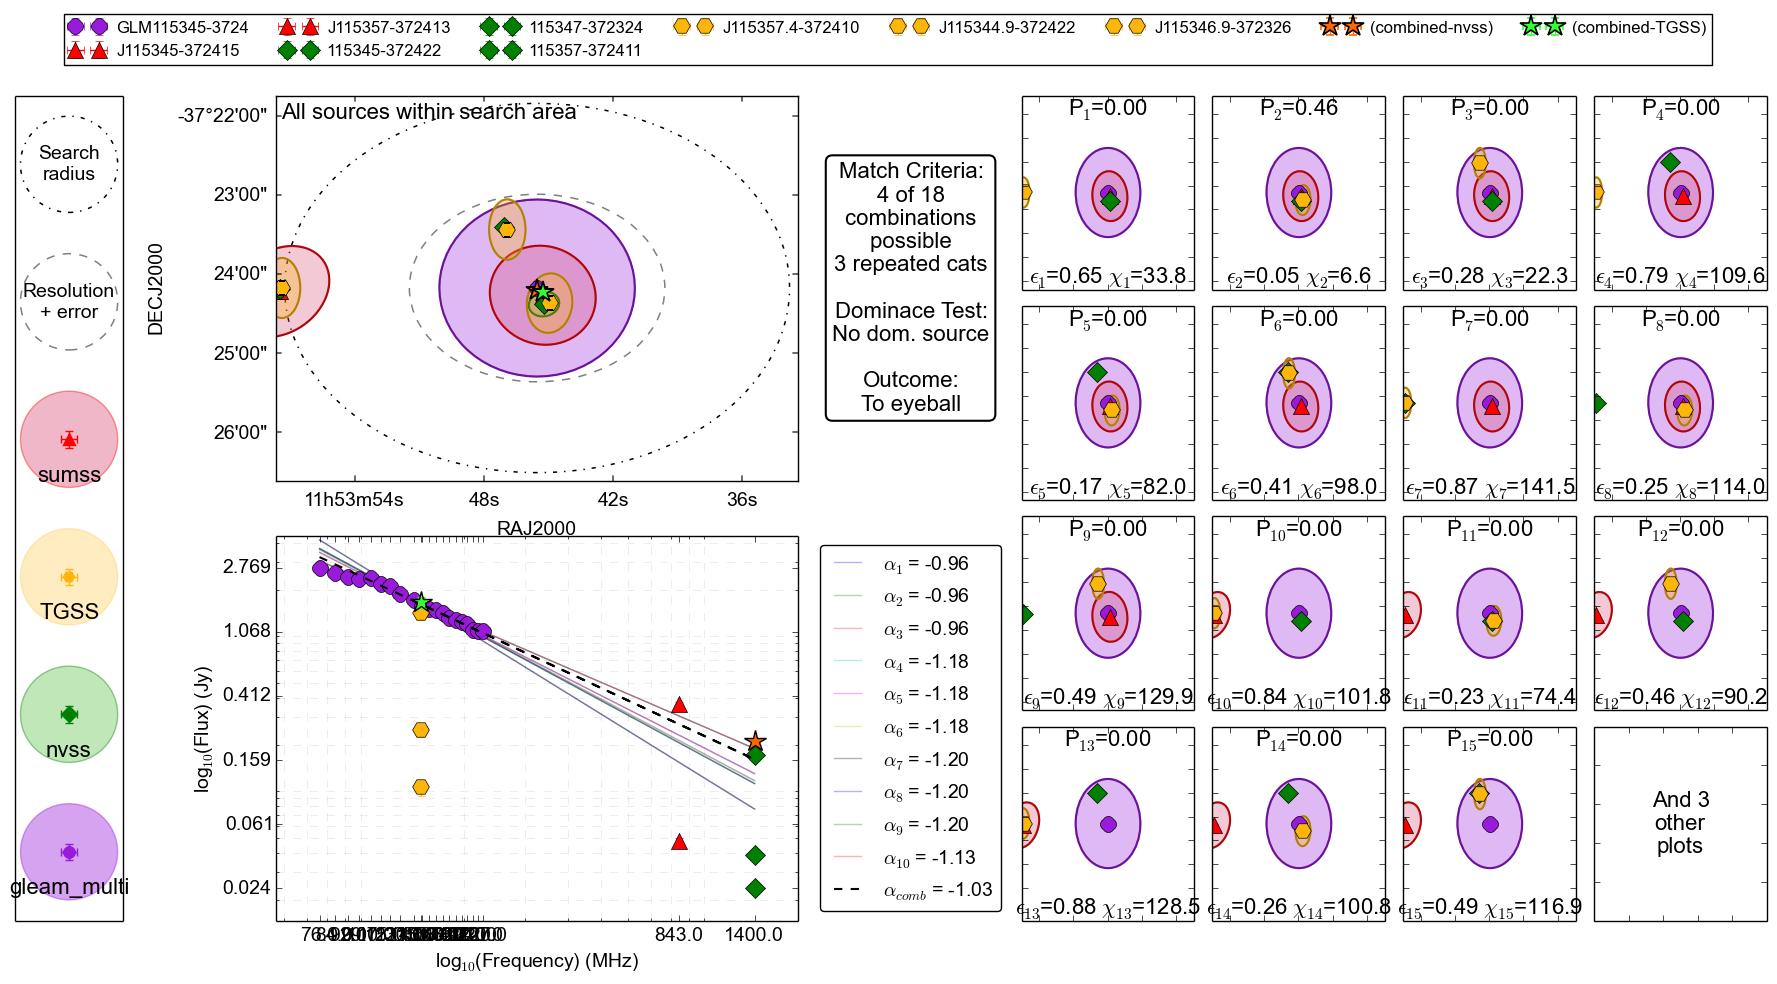 GLM115345-3724
J115357-372413
115347-372324
J115357.4-372410
J115344.9-372422
J115346.9-372326
(combined-nvss)
(combined-TGSS)
J115345-372415
115345-372422
115357-372411
Search
radius
Resolution
+ error
sumss
TGSS
nvss
gleam_multi
All sources within search area
-37°22'00"
23'00"
24'00"
25'00"
26'00"
DECJ2000
11h53m54s
48s
42s
36s
RAJ2000
Match Criteria:
4 of 18
combinations
possible
3 repeated cats
Dominace Test:
No dom. source
Outcome:
To eyeball
2.769
1.068
0.412
0.159
0.061
0.024
log₁₀(Flux) (Jy)
843.0
1400.0
log₁₀(Frequency) (MHz)
α₁ = -0.96
α₂ = -0.96
α₃ = -0.96
α₄ = -1.18
α₅ = -1.18
α₆ = -1.18
α₇ = -1.20
α₈ = -1.20
α₉ = -1.20
α₁₀ = -1.13
α_comb = -1.03
P₁=0.00
ϵ₁=0.65 χ₁=33.8
P₂=0.46
ϵ₂=0.05 χ₂=6.6
P₃=0.00
ϵ₃=0.28 χ₃=22.3
P₄=0.00
ϵ₄=0.79 χ₄=109.6
P₅=0.00
ϵ₅=0.17 χ₅=82.0
P₆=0.00
ϵ₆=0.41 χ₆=98.0
P₇=0.00
ϵ₇=0.87 χ₇=141.5
P₈=0.00
ϵ₈=0.25 χ₈=114.0
P₉=0.00
ϵ₉=0.49 χ₉=129.9
P₁₀=0.00
ϵ₁₀=0.84 χ₁₀=101.8
P₁₁=0.00
ϵ₁₁=0.23 χ₁₁=74.4
P₁₂=0.00
ϵ₁₂=0.46 χ₁₂=90.2
P₁₃=0.00
ϵ₁₃=0.88 χ₁₃=128.5
P₁₄=0.00
ϵ₁₄=0.26 χ₁₄=100.8
P₁₅=0.00
ϵ₁₅=0.49 χ₁₅=116.9
And 3
other
plots